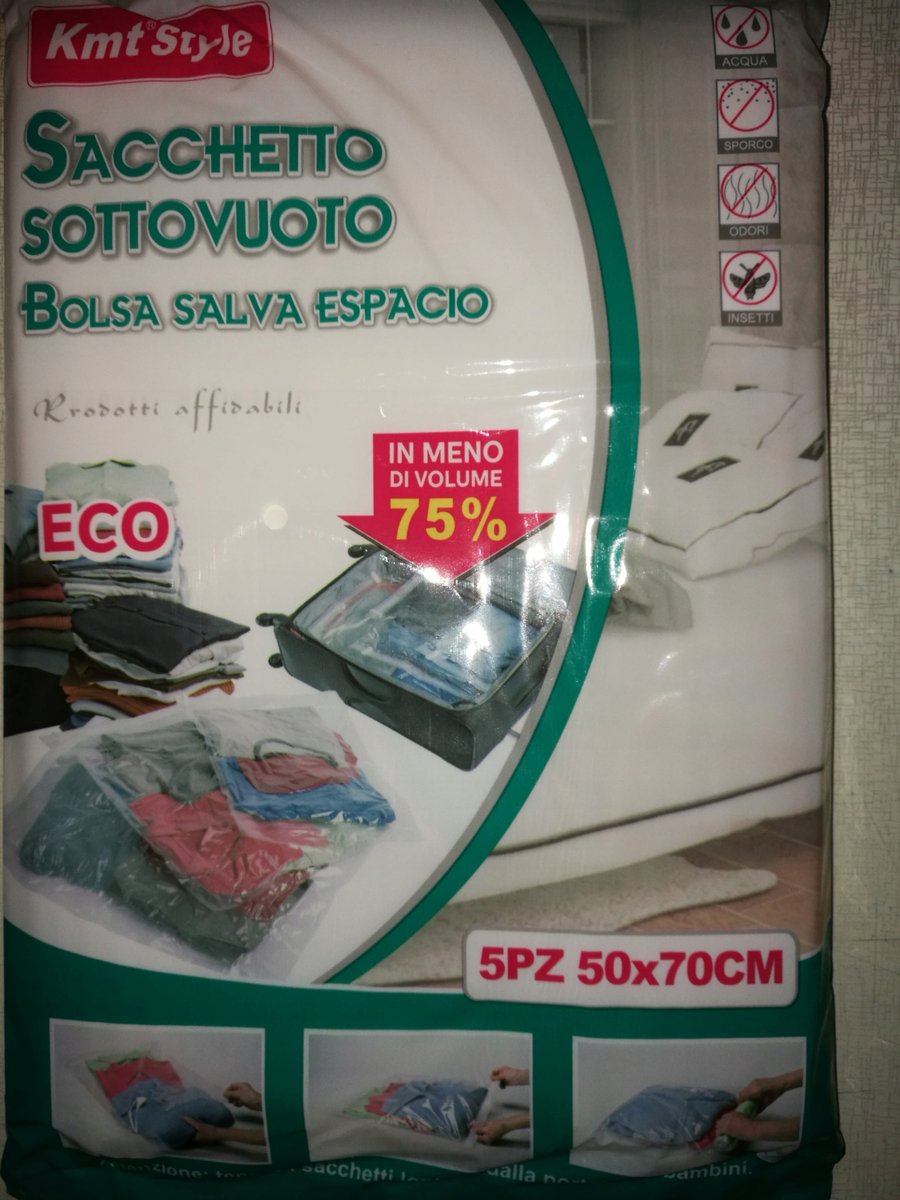 Kmt® Style
ACQUA
SPORCO
ODORI
INSETTI
SACCHETTO
SOTTOVUOTO
BOLSA SALVA ESPACIO
Rrodotti affidabili
ECO
IN MENO
DI VOLUME
75%
5PZ 50x70CM
sacchetti dalla bambini.